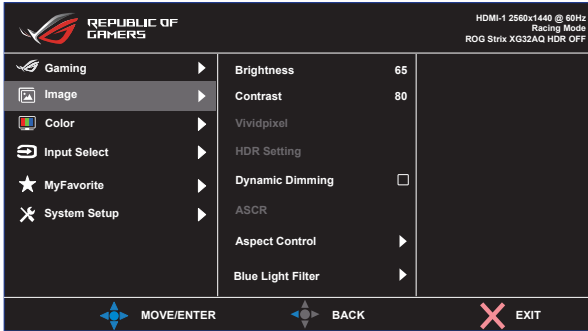 REPUBLIC OF
GAMERS
HDMI-1 2560x1440 @ 60Hz
Racing Mode
ROG Strix XG32AQ HDR OFF
Gaming
Image
Color
Input Select
MyFavorite
System Setup
Brightness 65
Contrast 80
Vividpixel
HDR Setting
Dynamic Dimming
ASCR
Aspect Control
Blue Light Filter
MOVE/ENTER BACK EXIT